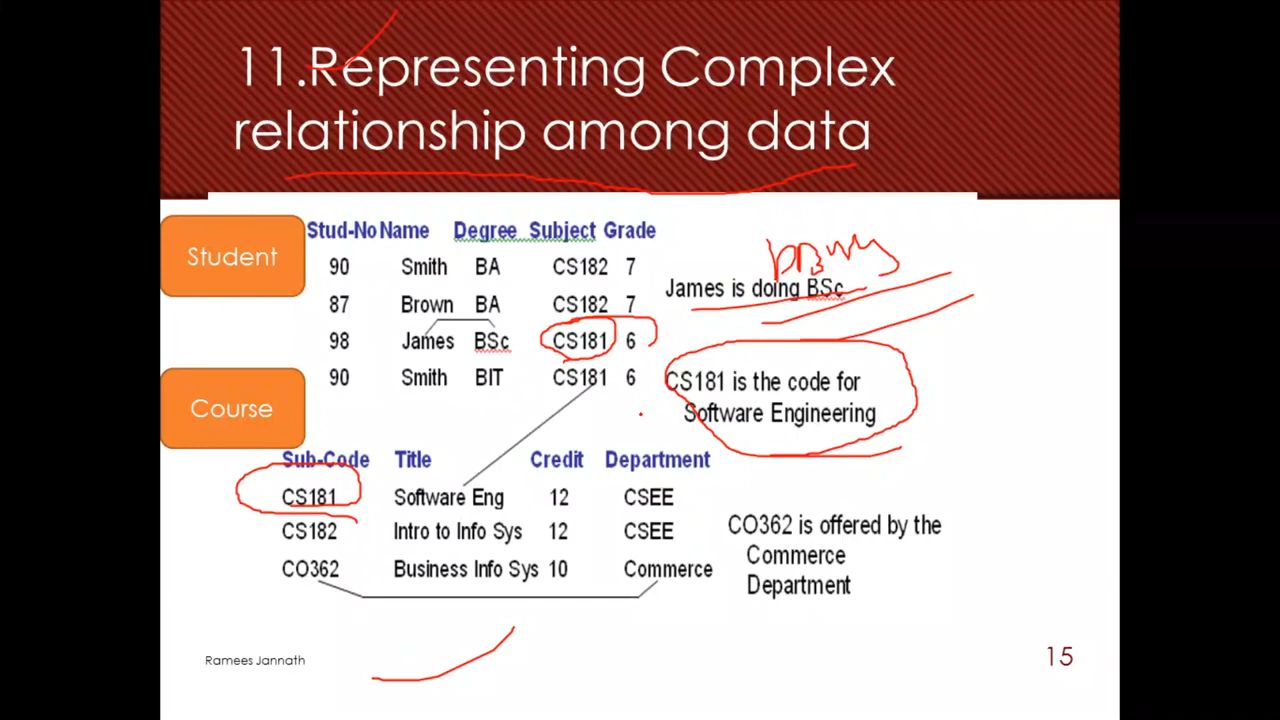 11.Representing Complex
relationship among data
Student
Stud-No Name Degree Subject Grade
90 Smith BA CS182 7
87 Brown BA CS182 7
98 James BSc CS181 6
90 Smith BIT CS181 6
James is doing BSc
CS181 is the code for
Software Engineering
Course
Sub-Code Title Credit Department
CS181 Software Eng 12 CSEE
CS182 Intro to Info Sys 12 CSEE
CO362 Business Info Sys 10 Commerce
CO362 is offered by the
Commerce
Department
Ramees Jannath
15